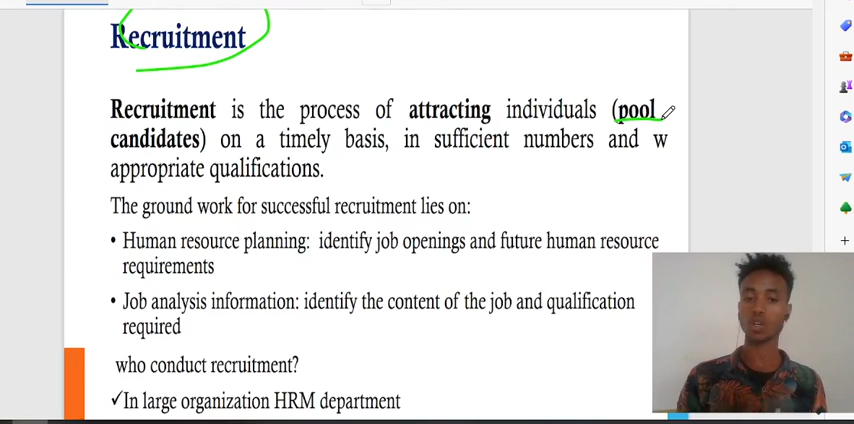 Recruitment
Recruitment is the process of attracting individuals (pool
candidates) on a timely basis, in sufficient numbers and w
appropriate qualifications.
The ground work for successful recruitment lies on:
• Human resource planning: identify job openings and future human resource
requirements
• Job analysis information: identify the content of the job and qualification
required
who conduct recruitment?
✓In large organization HRM department